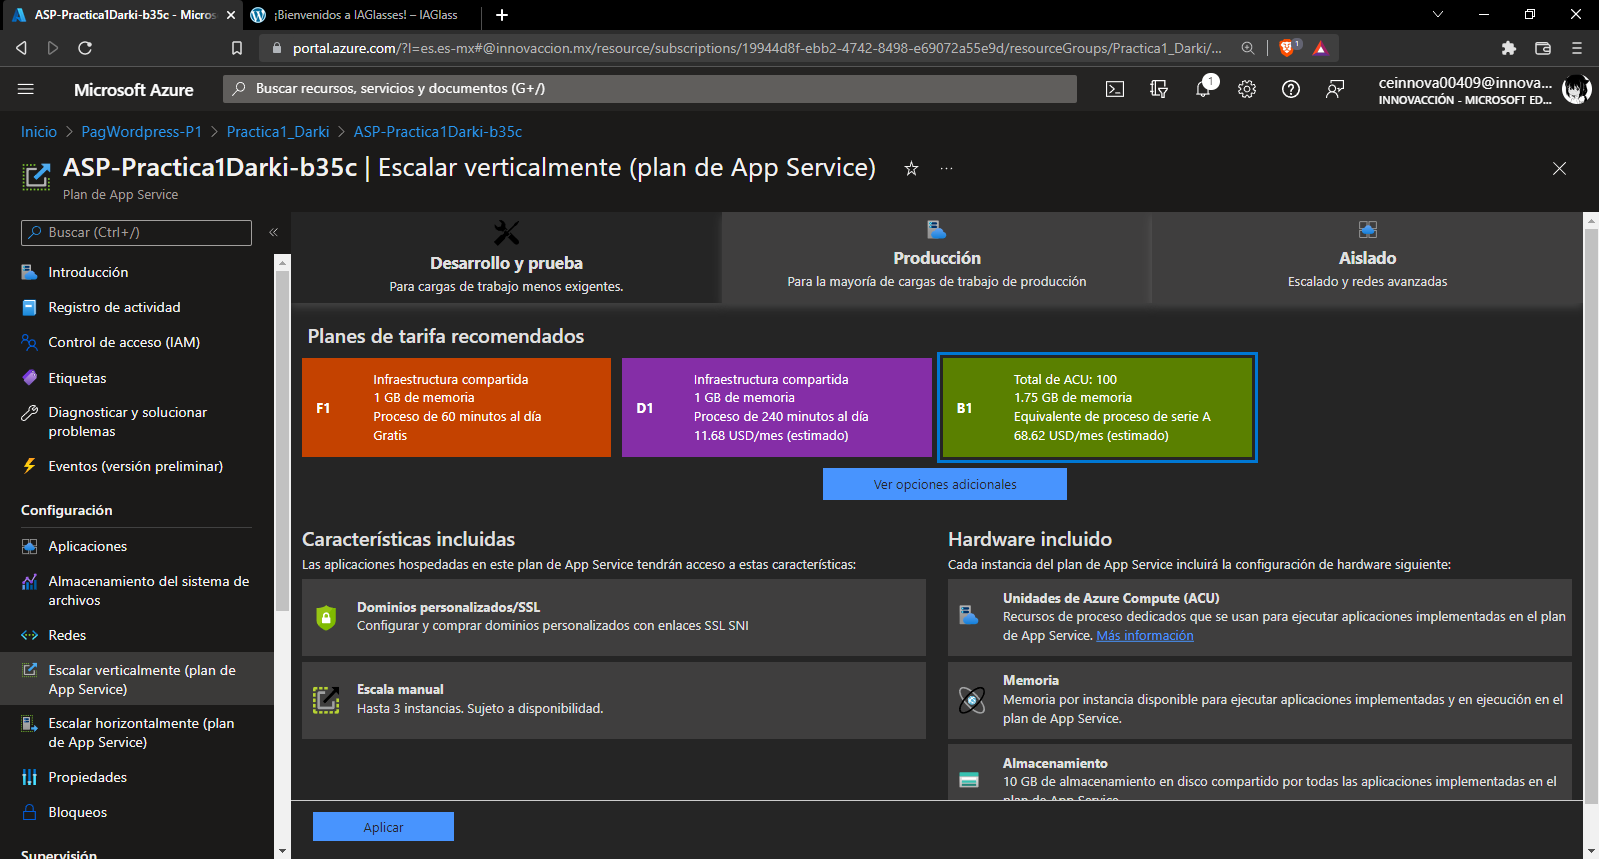 ASP-Practica1Darki-b35c - Micros
¡Bienvenidos a IAGlasses! – IAGlass
portal.azure.com/?l=es.es-mx#@innovaccion.mx/resource/subscriptions/19944d8f-ebb2-4742-8498-e69072a55e9d/resourceGroups/Practica1_Darki/...
1
Microsoft Azure
Buscar recursos, servicios y documentos (G+/)
1
ceinnova00409@innova...
INNOVACCIÓN - MICROSOFT ED...
Inicio > PagWordpress-P1 > Practica1_Darki > ASP-Practica1Darki-b35c
ASP-Practica1Darki-b35c | Escalar verticalmente (plan de App Service)
Plan de App Service
Buscar (Ctrl+/)
Introducción
Registro de actividad
Control de acceso (IAM)
Etiquetas
Diagnosticar y solucionar
problemas
Eventos (versión preliminar)
Configuración
Aplicaciones
Almacenamiento del sistema de
archivos
Redes
Escalar verticalmente (plan de
App Service)
Escalar horizontalmente (plan
de App Service)
Propiedades
Bloqueos
Supervisión
Desarrollo y prueba
Para cargas de trabajo menos exigentes.
Producción
Para la mayoría de cargas de trabajo de producción
Aislado
Escalado y redes avanzadas
Planes de tarifa recomendados
F1
Infraestructura compartida
1 GB de memoria
Proceso de 60 minutos al día
Gratis
D1
Infraestructura compartida
1 GB de memoria
Proceso de 240 minutos al día
11.68 USD/mes (estimado)
B1
Total de ACU: 100
1.75 GB de memoria
Equivalente de proceso de serie A
68.62 USD/mes (estimado)
Ver opciones adicionales
Características incluidas
Las aplicaciones hospedadas en este plan de App Service tendrán acceso a estas características:
Dominios personalizados/SSL
Configurar y comprar dominios personalizados con enlaces SSL SNI
Escala manual
Hasta 3 instancias. Sujeto a disponibilidad.
Hardware incluido
Cada instancia del plan de App Service incluirá la configuración de hardware siguiente:
Unidades de Azure Compute (ACU)
Recursos de proceso dedicados que se usan para ejecutar aplicaciones implementadas en el plan
de App Service. Más información
Memoria
Memoria por instancia disponible para ejecutar aplicaciones implementadas y en ejecución en el
plan de App Service.
Almacenamiento
10 GB de almacenamiento en disco compartido por todas las aplicaciones implementadas en el
plan de App Service.
Aplicar